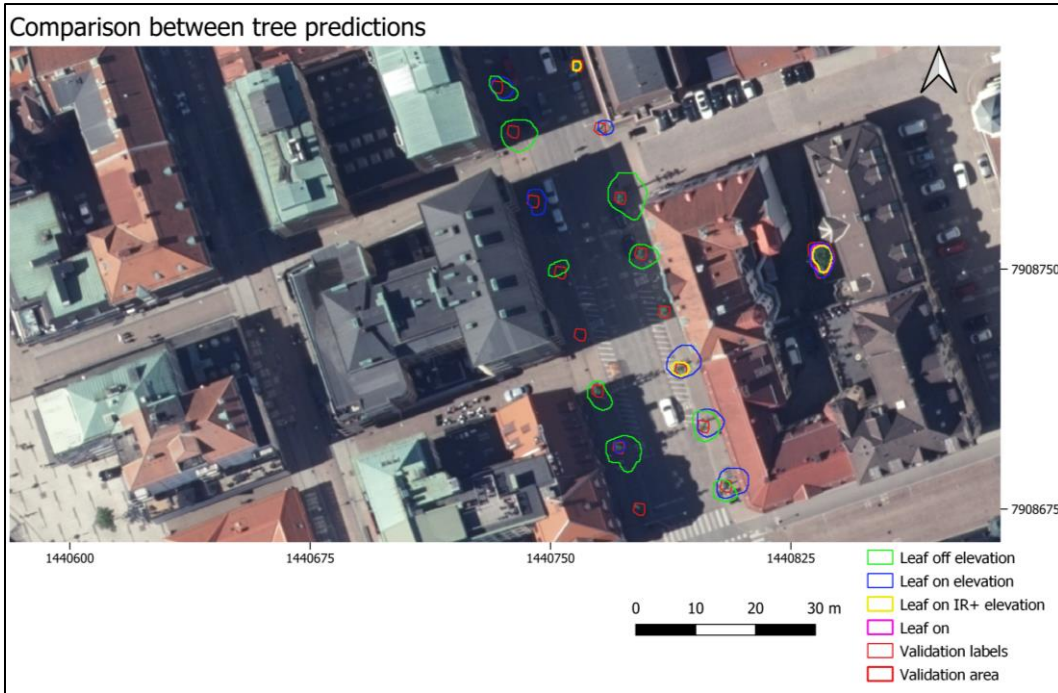 Comparison between tree predictions
7908750
7908675
1440600 1440675 1440750 1440825
Leaf off elevation
Leaf on elevation
0 10 20 30 m
Leaf on IR+ elevation
Leaf on
Validation labels
Validation area